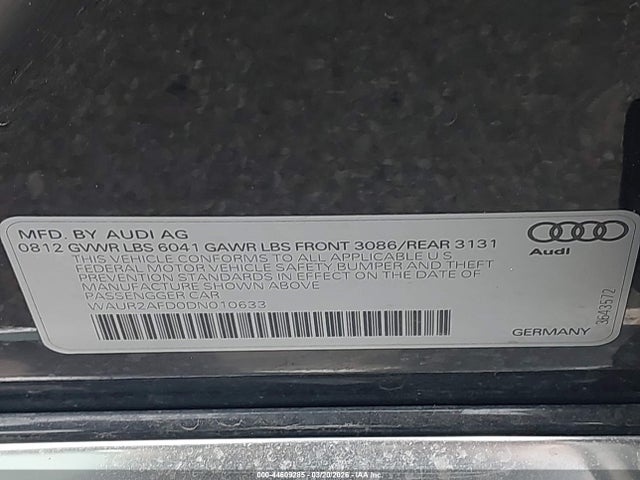 MFD. BY AUDI AG
0812 GVWR LBS 6041 GAWR LBS FRONT 3086/REAR 3131
THIS VEHICLE CONFORMS TO ALL APPLICABLE U S
FEDERAL MOTOR VEHICLE SAFETY BUMPER AND THEFT
PREVENTION STANDARDS IN EFFECT ON THE DATE OF
MANUFACTURE SHOWN ABOVE
PASSENGGER CAR
WAUR2AFD0DN010633
Audi
GERMANY
3643572
000-44609285 - 03/20/2026 - IAA Inc.